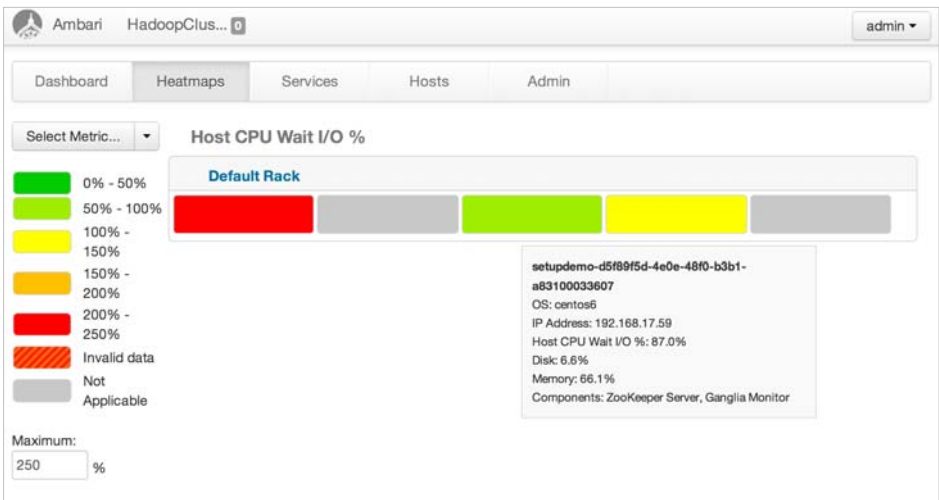 Ambari HadoopClus... 0 admin
Dashboard Heatmaps Services Hosts Admin
Select Metric...
Host CPU Wait I/O %
Default Rack
0% - 50%
50% - 100%
100% -
150%
150% -
200%
200% -
250%
Invalid data
Not
Applicable
setupdemo-d5f89f5d-4e0e-48f0-b3b1-
a83100033607
OS: centos6
IP Address: 192.168.17.59
Host CPU Wait I/O %: 87.0%
Disk: 6.6%
Memory: 66.1%
Components: ZooKeeper Server, Ganglia Monitor
Maximum:
250 %